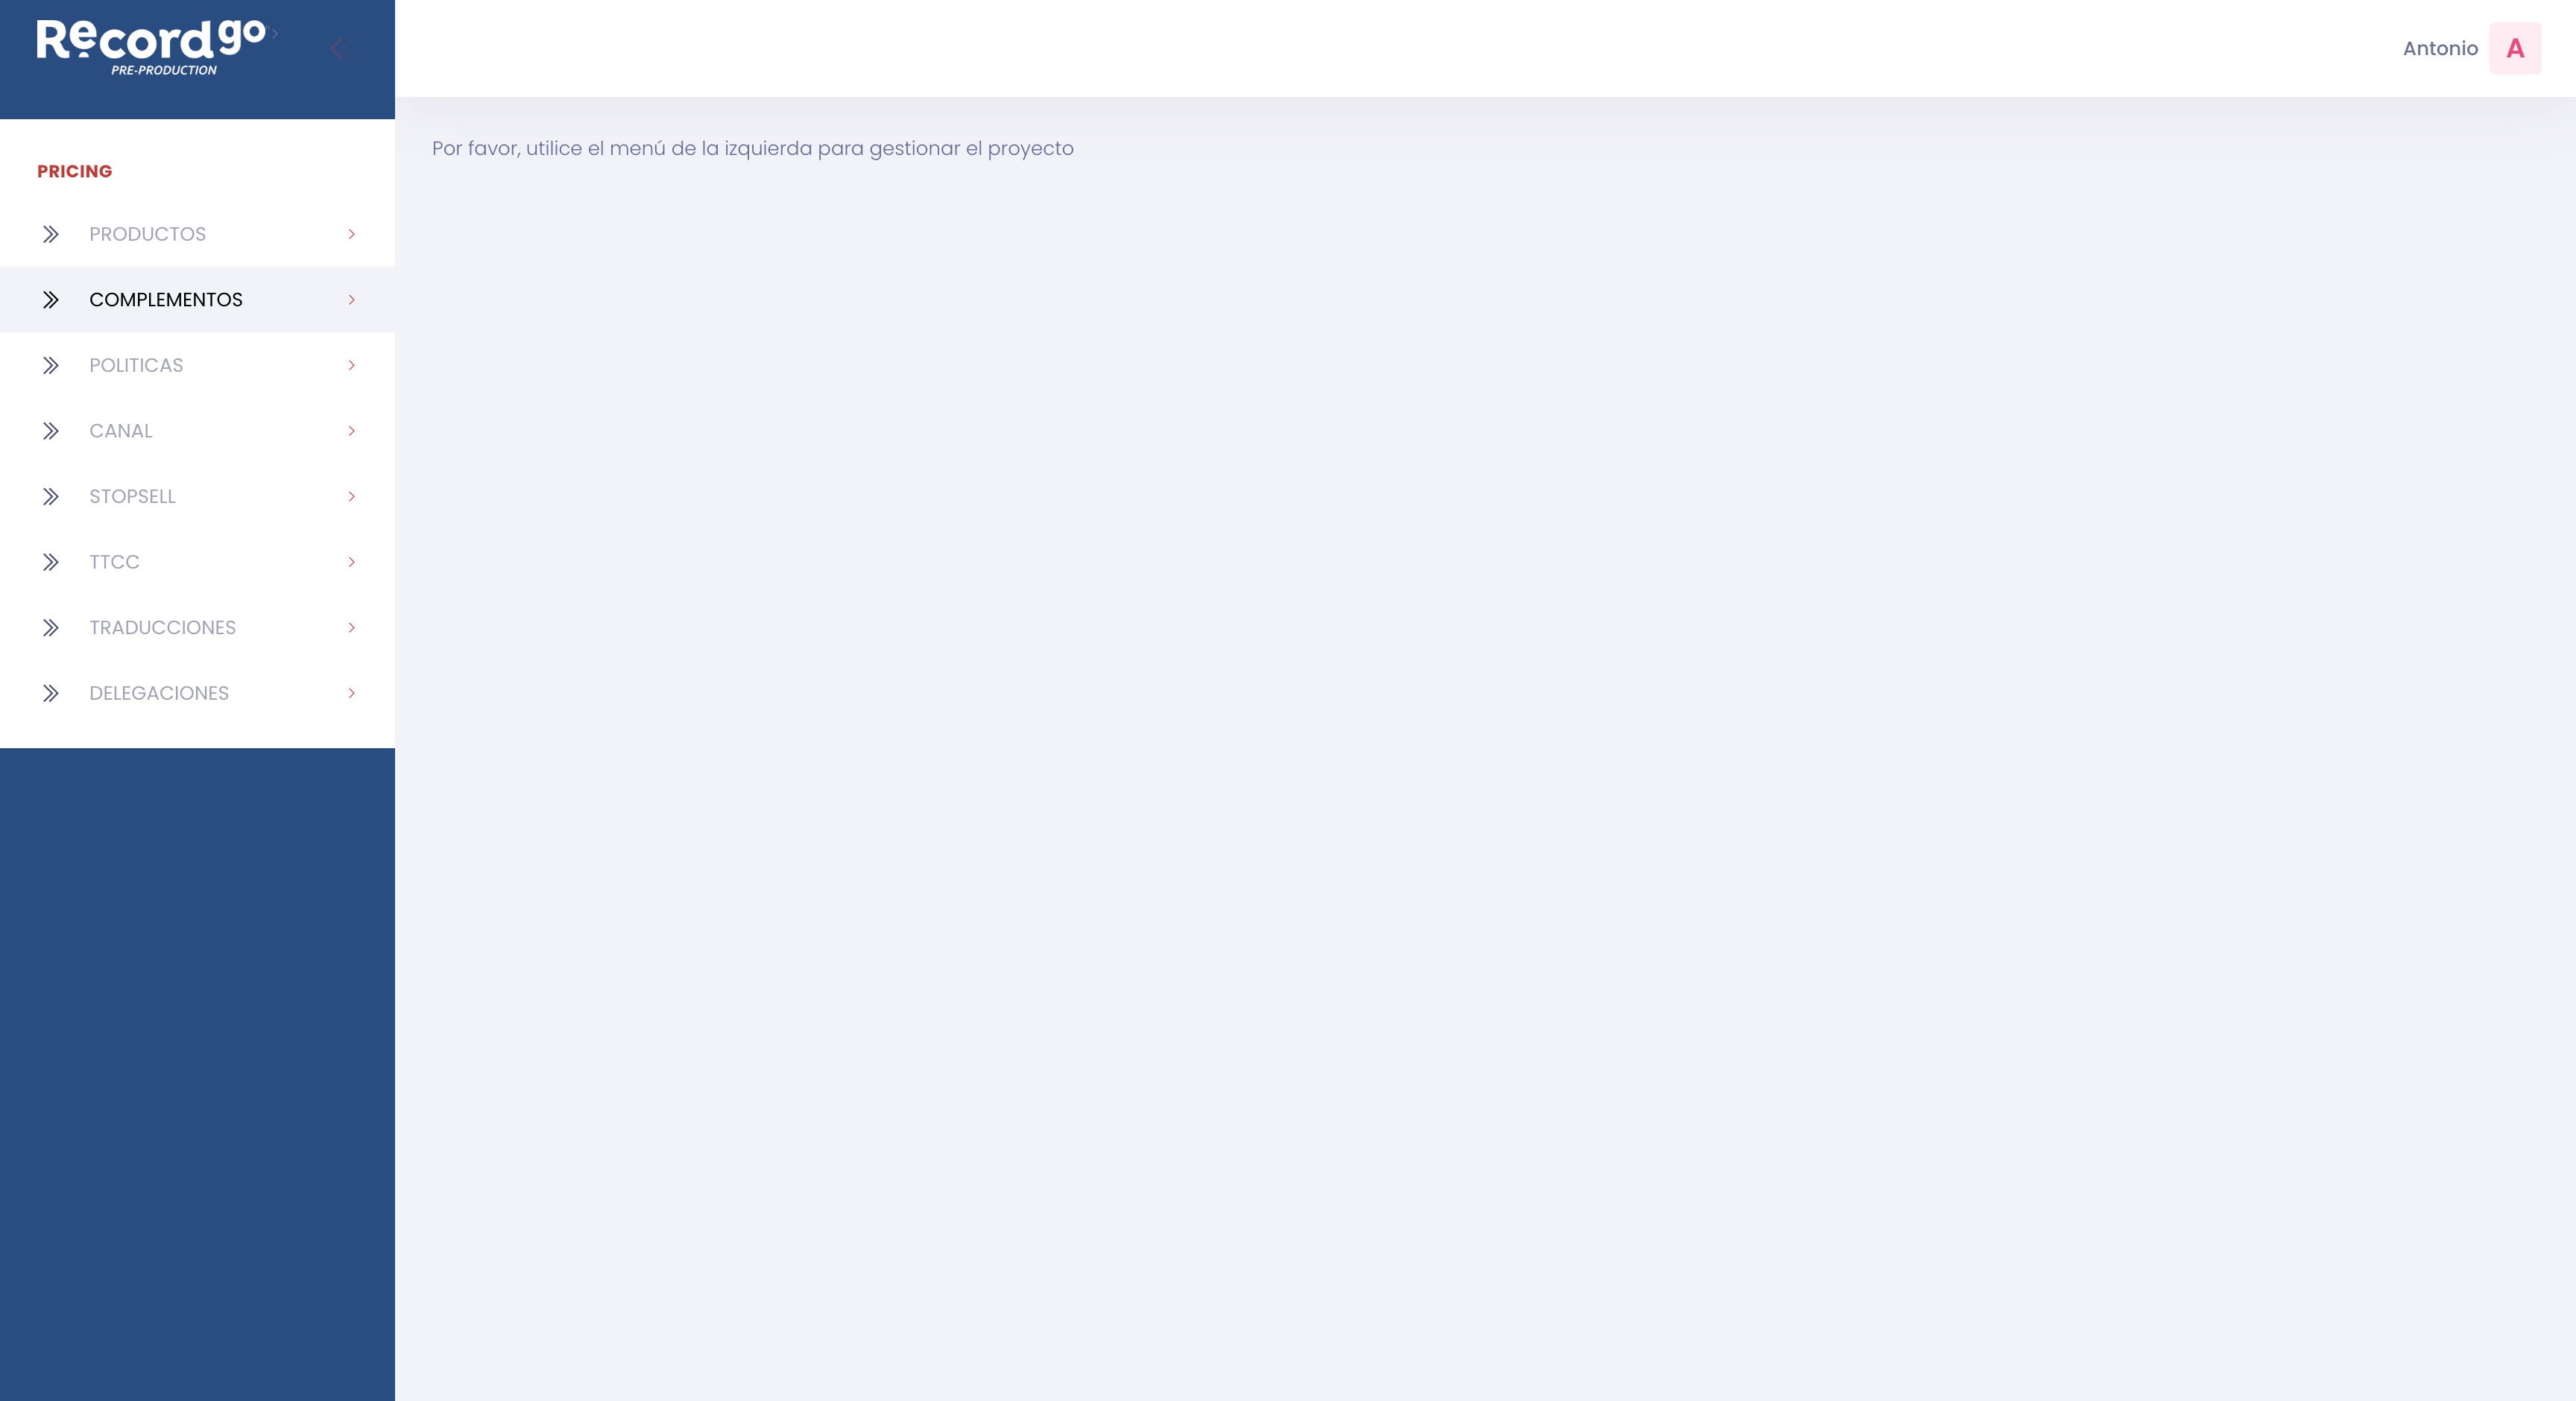 Recordgo
PRE-PRODUCTION
Antonio
A
Por favor, utilice el menú de la izquierda para gestionar el proyecto
PRICING
PRODUCTOS
COMPLEMENTOS
POLITICAS
CANAL
STOPSELL
TTCC
TRADUCCIONES
DELEGACIONES